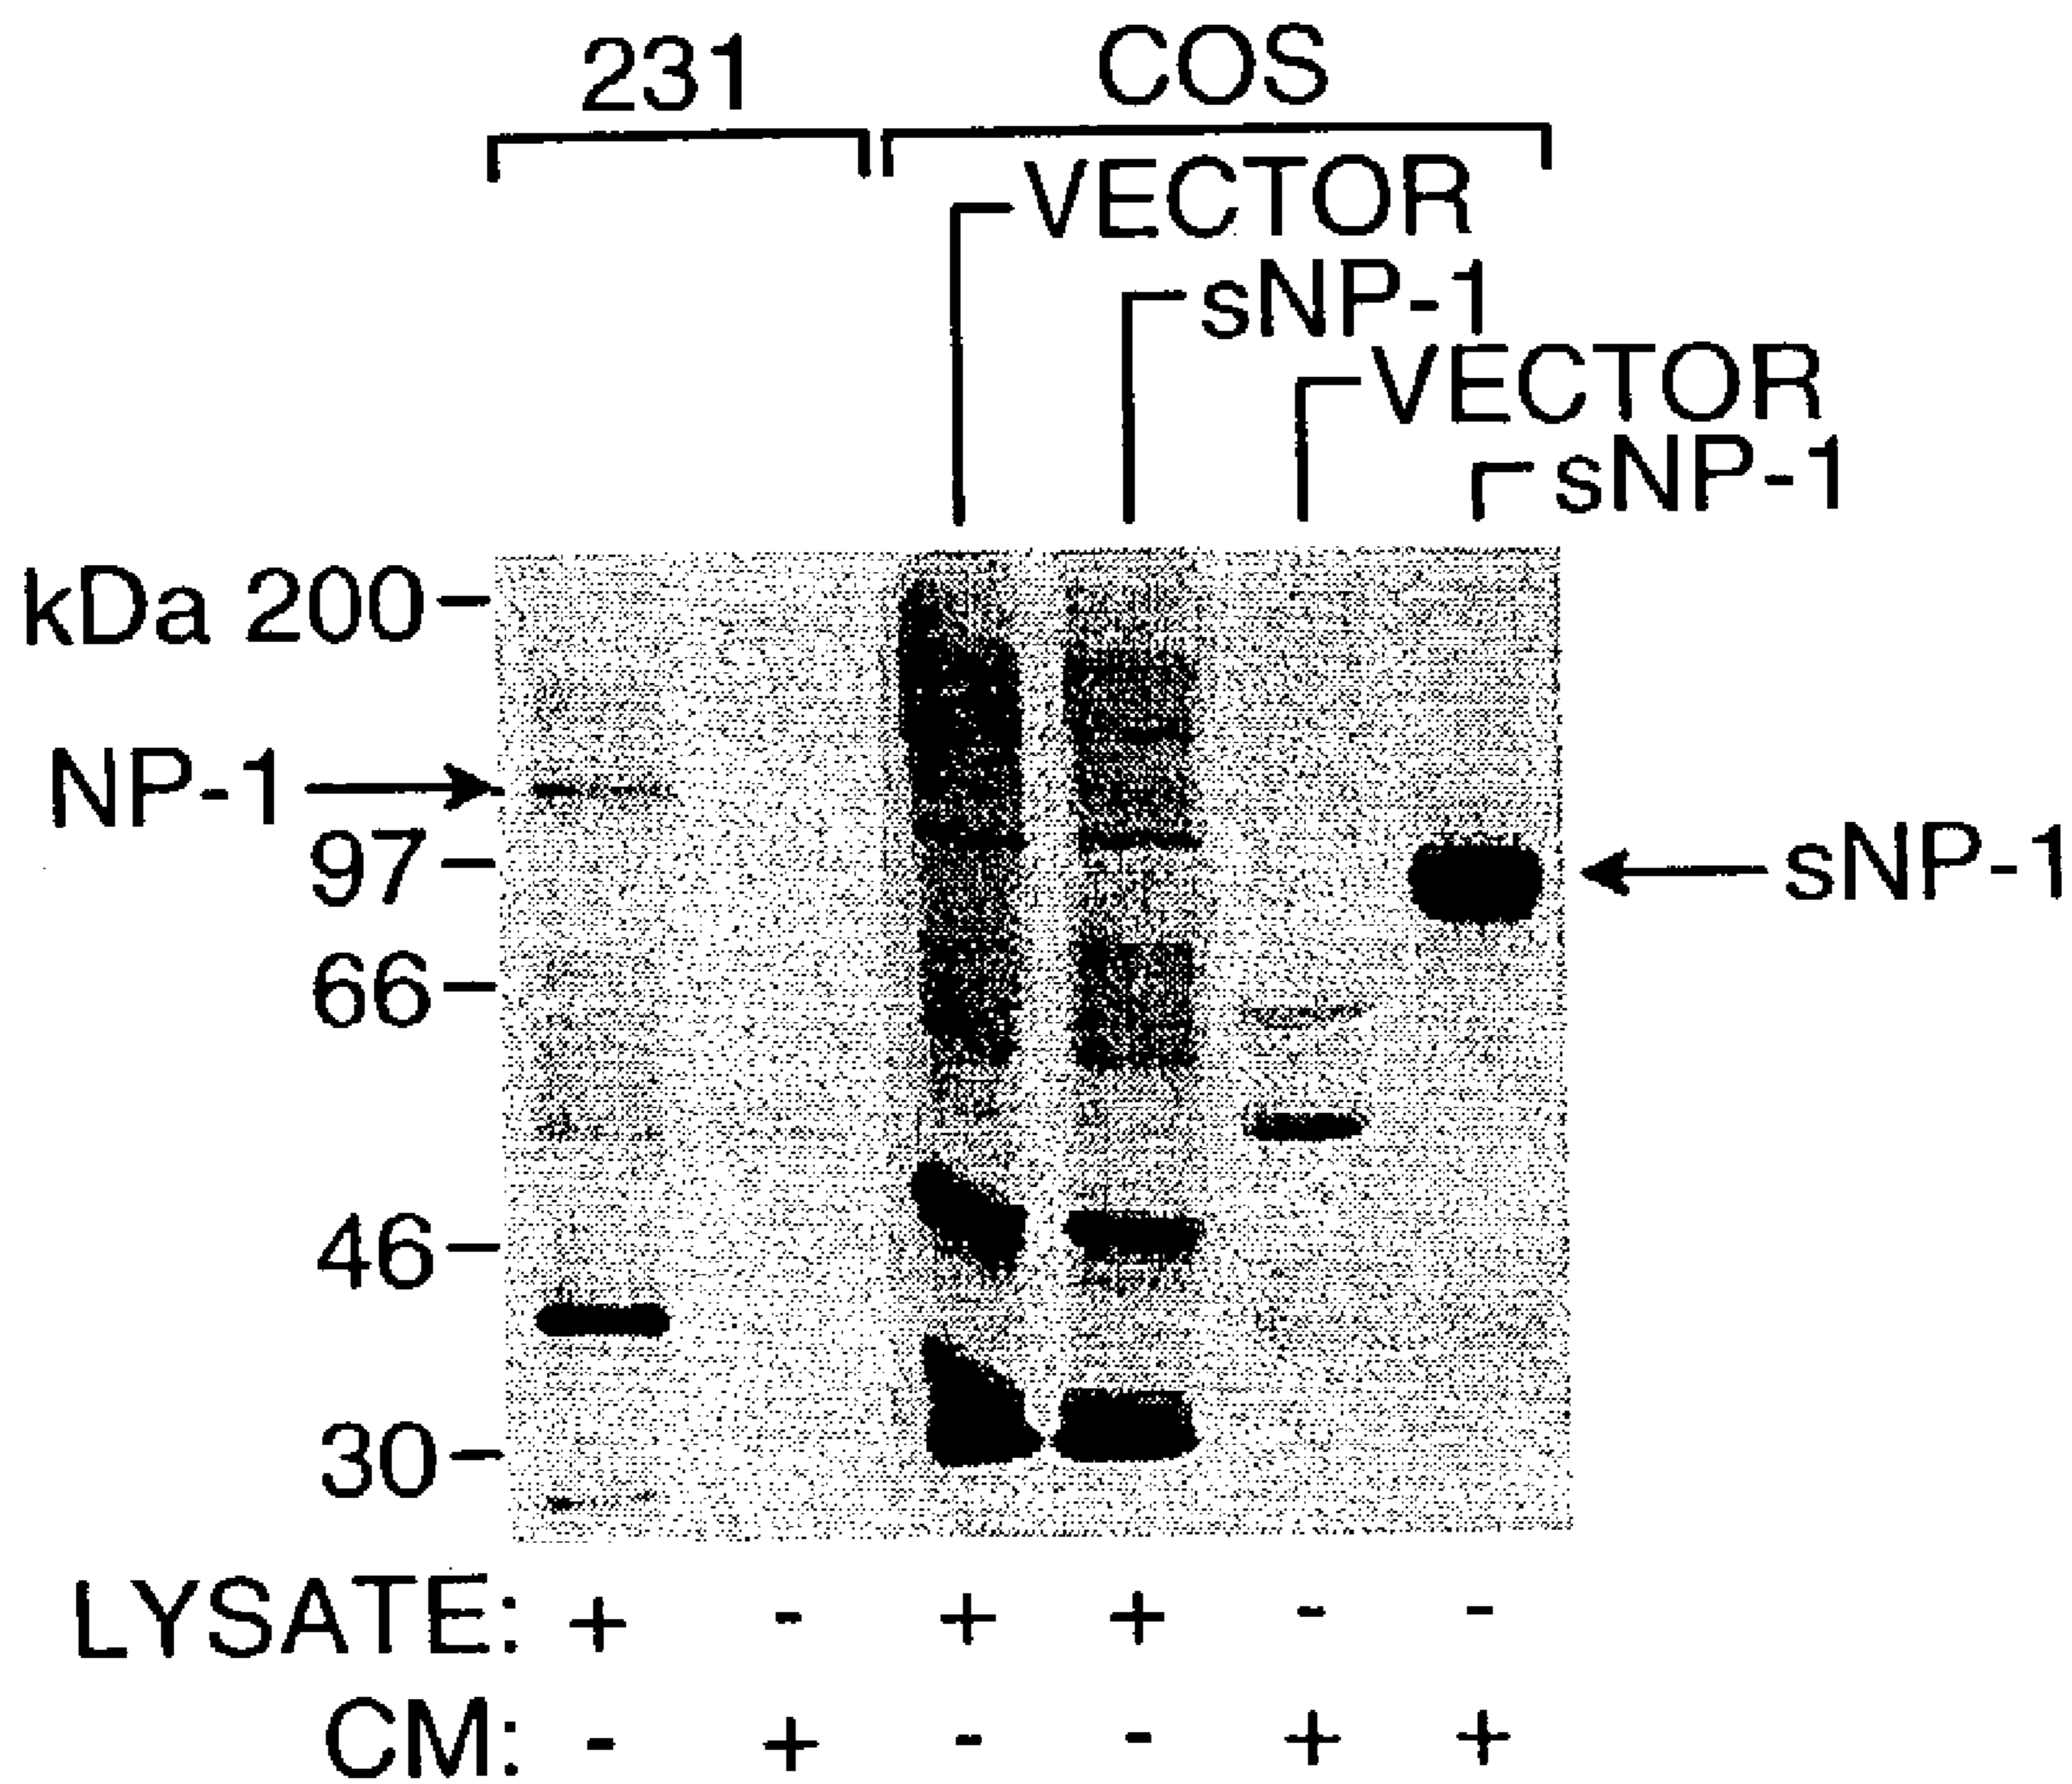 231 COS
VECTOR
sNP-1
VECTOR
sNP-1
kDa 200
NP-1
97
sNP-1
66
46
30
LYSATE: + - + + - -
CM: - + - - + +